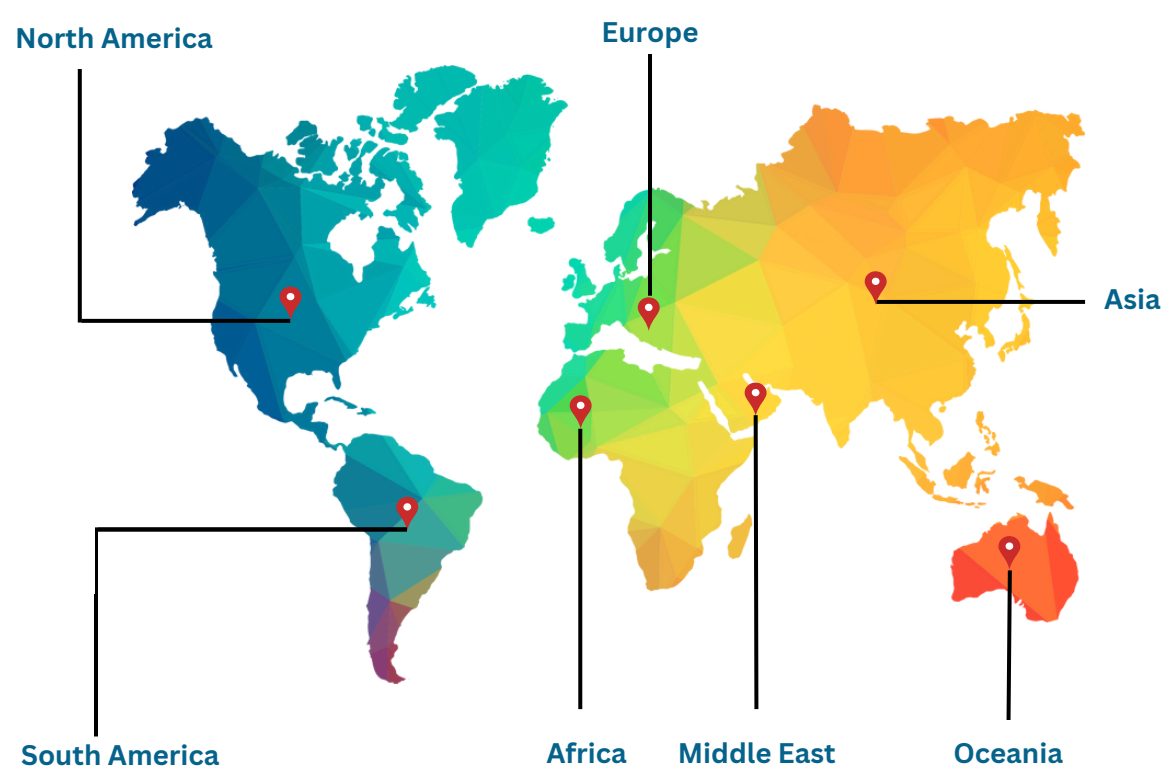 North America
Europe
Asia
South America
Africa
Middle East
Oceania